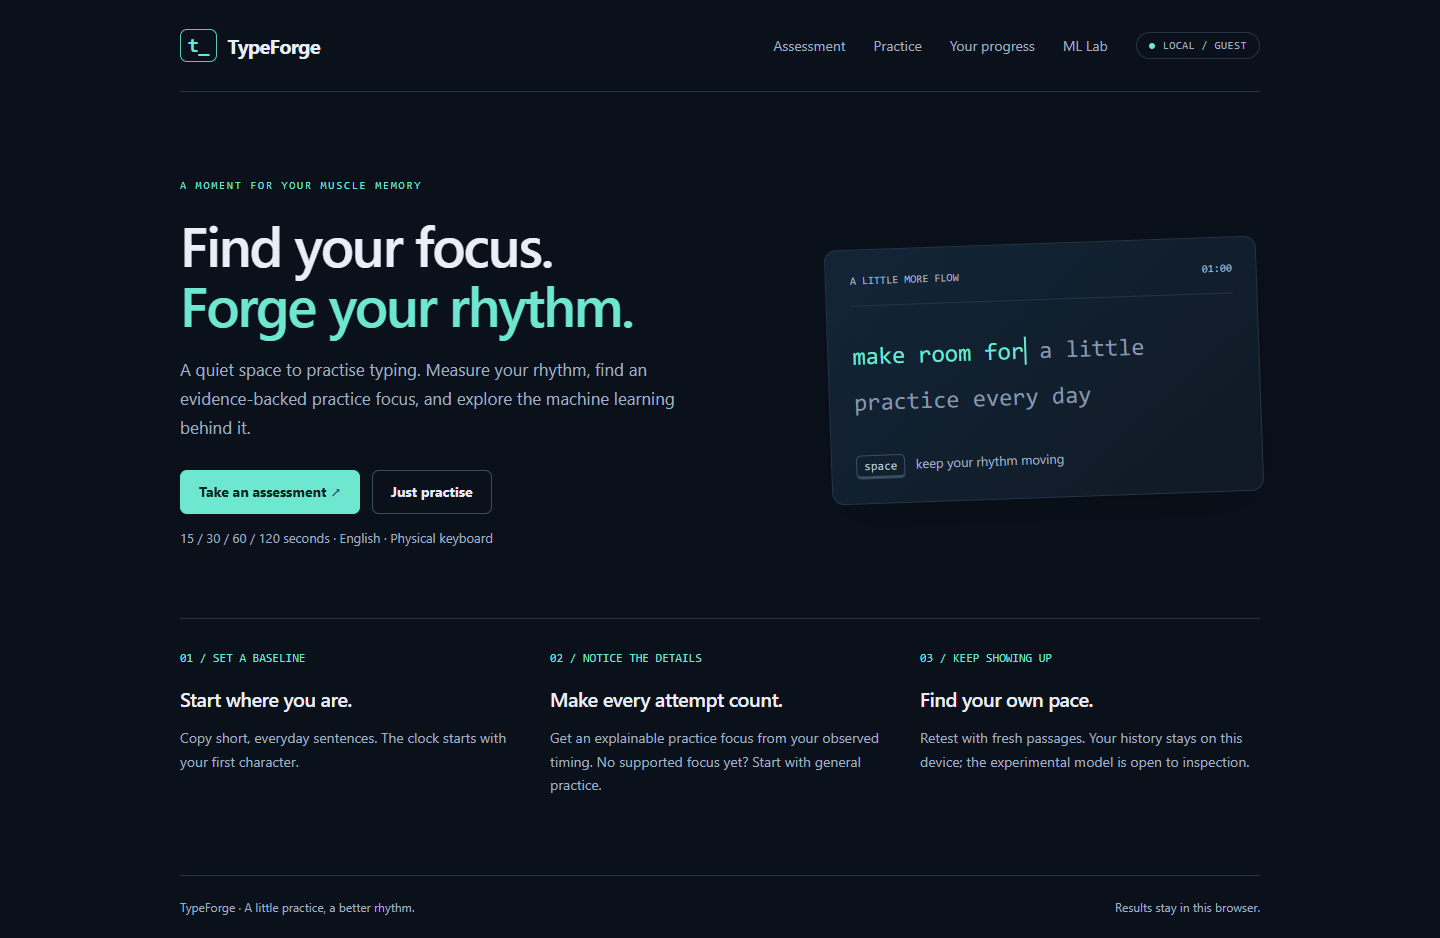 t_ TypeForge
Assessment Practice Your progress ML Lab LOCAL / GUEST
A MOMENT FOR YOUR MUSCLE MEMORY
Find your focus.
Forge your rhythm.
A quiet space to practise typing. Measure your rhythm, find an
evidence-backed practice focus, and explore the machine learning
behind it.
Take an assessment ↗ Just practise
15 / 30 / 60 / 120 seconds · English · Physical keyboard
A LITTLE MORE FLOW 01:00
make room for a little
practice every day
space keep your rhythm moving
01 / SET A BASELINE
Start where you are.
Copy short, everyday sentences. The clock starts with
your first character.
02 / NOTICE THE DETAILS
Make every attempt count.
Get an explainable practice focus from your observed
timing. No supported focus yet? Start with general
practice.
03 / KEEP SHOWING UP
Find your own pace.
Retest with fresh passages. Your history stays on this
device; the experimental model is open to inspection.
TypeForge · A little practice, a better rhythm.
Results stay in this browser.